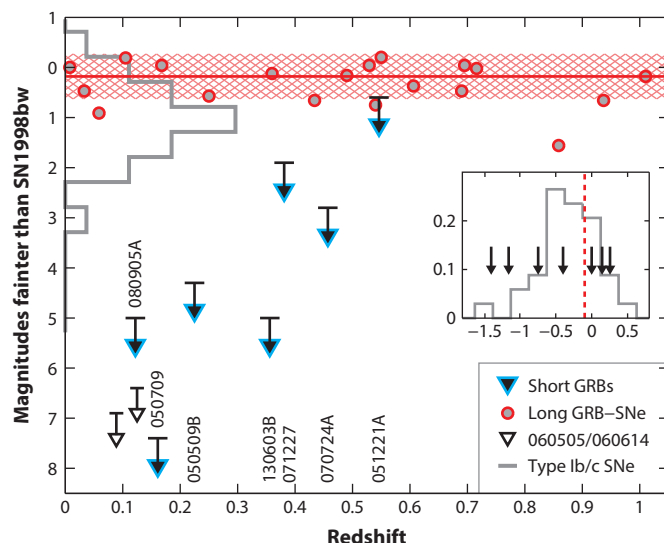 Magnitudes fainter than SN1998bw
1
0
1
2
3
4
5
6
7
8
0 0.1 0.2 0.3 0.4 0.5 0.6 0.7 0.8 0.9 1
Redshift
080905A
050709
050509B
130603B
071227
070724A
051221A
0.2
0.1
0
−1.5 −1 −0.5 0 0.5
Short GRBs
Long GRB–SNe
060505/060614
Type Ib/c SNe